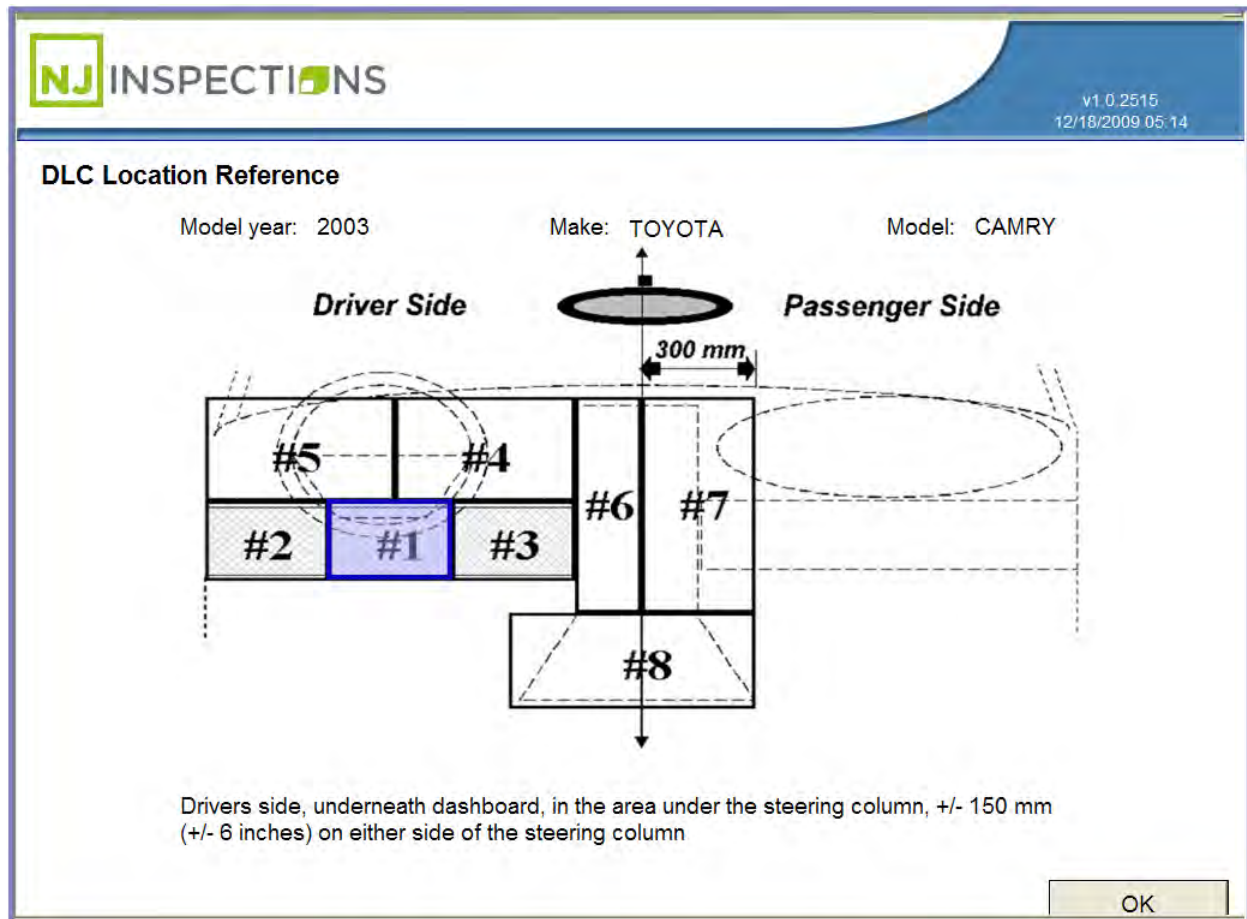 NJ INSPECTIONS
v1.0.2515
12/18/2009 05:14
DLC Location Reference
Model year: 2003 Make: TOYOTA Model: CAMRY
Driver Side Passenger Side
300 mm
#5 #4
#6 #7
#2 #1 #3
#8
Drivers side, underneath dashboard, in the area under the steering column, +/- 150 mm
(+/- 6 inches) on either side of the steering column
OK